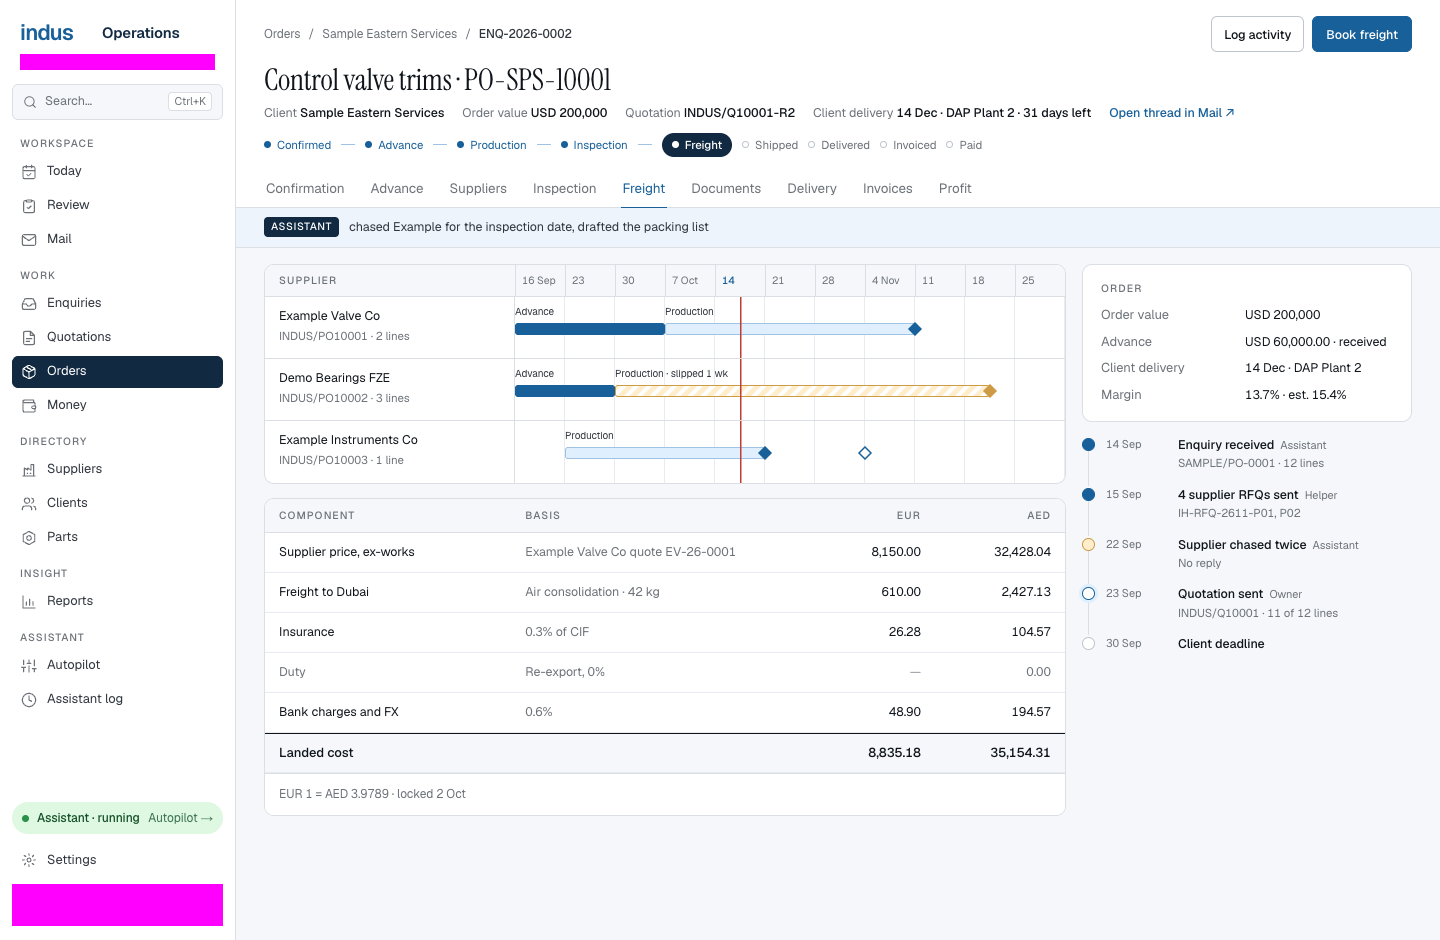 indus Operations
Search... Ctrl+K
WORKSPACE
Today
Review
Mail
WORK
Enquiries
Quotations
Orders
Money
DIRECTORY
Suppliers
Clients
Parts
INSIGHT
Reports
ASSISTANT
Autopilot
Assistant log
Assistant · running Autopilot →
Settings
Orders / Sample Eastern Services / ENQ-2026-0002
Log activity Book freight
Control valve trims · PO-SPS-10001
Client Sample Eastern Services Order value USD 200,000 Quotation INDUS/Q10001-R2 Client delivery 14 Dec · DAP Plant 2 · 31 days left Open thread in Mail ↗
Confirmed Advance Production Inspection Freight Shipped Delivered Invoiced Paid
Confirmation Advance Suppliers Inspection Freight Documents Delivery Invoices Profit
ASSISTANT chased Example for the inspection date, drafted the packing list
SUPPLIER 16 Sep 23 30 7 Oct 14 21 28 4 Nov 11 18 25
Example Valve Co
INDUS/PO10001 · 2 lines
Advance Production
Demo Bearings FZE
INDUS/PO10002 · 3 lines
Advance Production · slipped 1 wk
Example Instruments Co
INDUS/PO10003 · 1 line
Production
COMPONENT BASIS EUR AED
Supplier price, ex-works Example Valve Co quote EV-26-0001 8,150.00 32,428.04
Freight to Dubai Air consolidation · 42 kg 610.00 2,427.13
Insurance 0.3% of CIF 26.28 104.57
Duty Re-export, 0% — 0.00
Bank charges and FX 0.6% 48.90 194.57
Landed cost 8,835.18 35,154.31
EUR 1 = AED 3.9789 · locked 2 Oct
ORDER
Order value USD 200,000
Advance USD 60,000.00 · received
Client delivery 14 Dec · DAP Plant 2
Margin 13.7% · est. 15.4%
14 Sep Enquiry received Assistant
SAMPLE/PO-0001 · 12 lines
15 Sep 4 supplier RFQs sent Helper
IH-RFQ-2611-P01, P02
22 Sep Supplier chased twice Assistant
No reply
23 Sep Quotation sent Owner
INDUS/Q10001 · 11 of 12 lines
30 Sep Client deadline